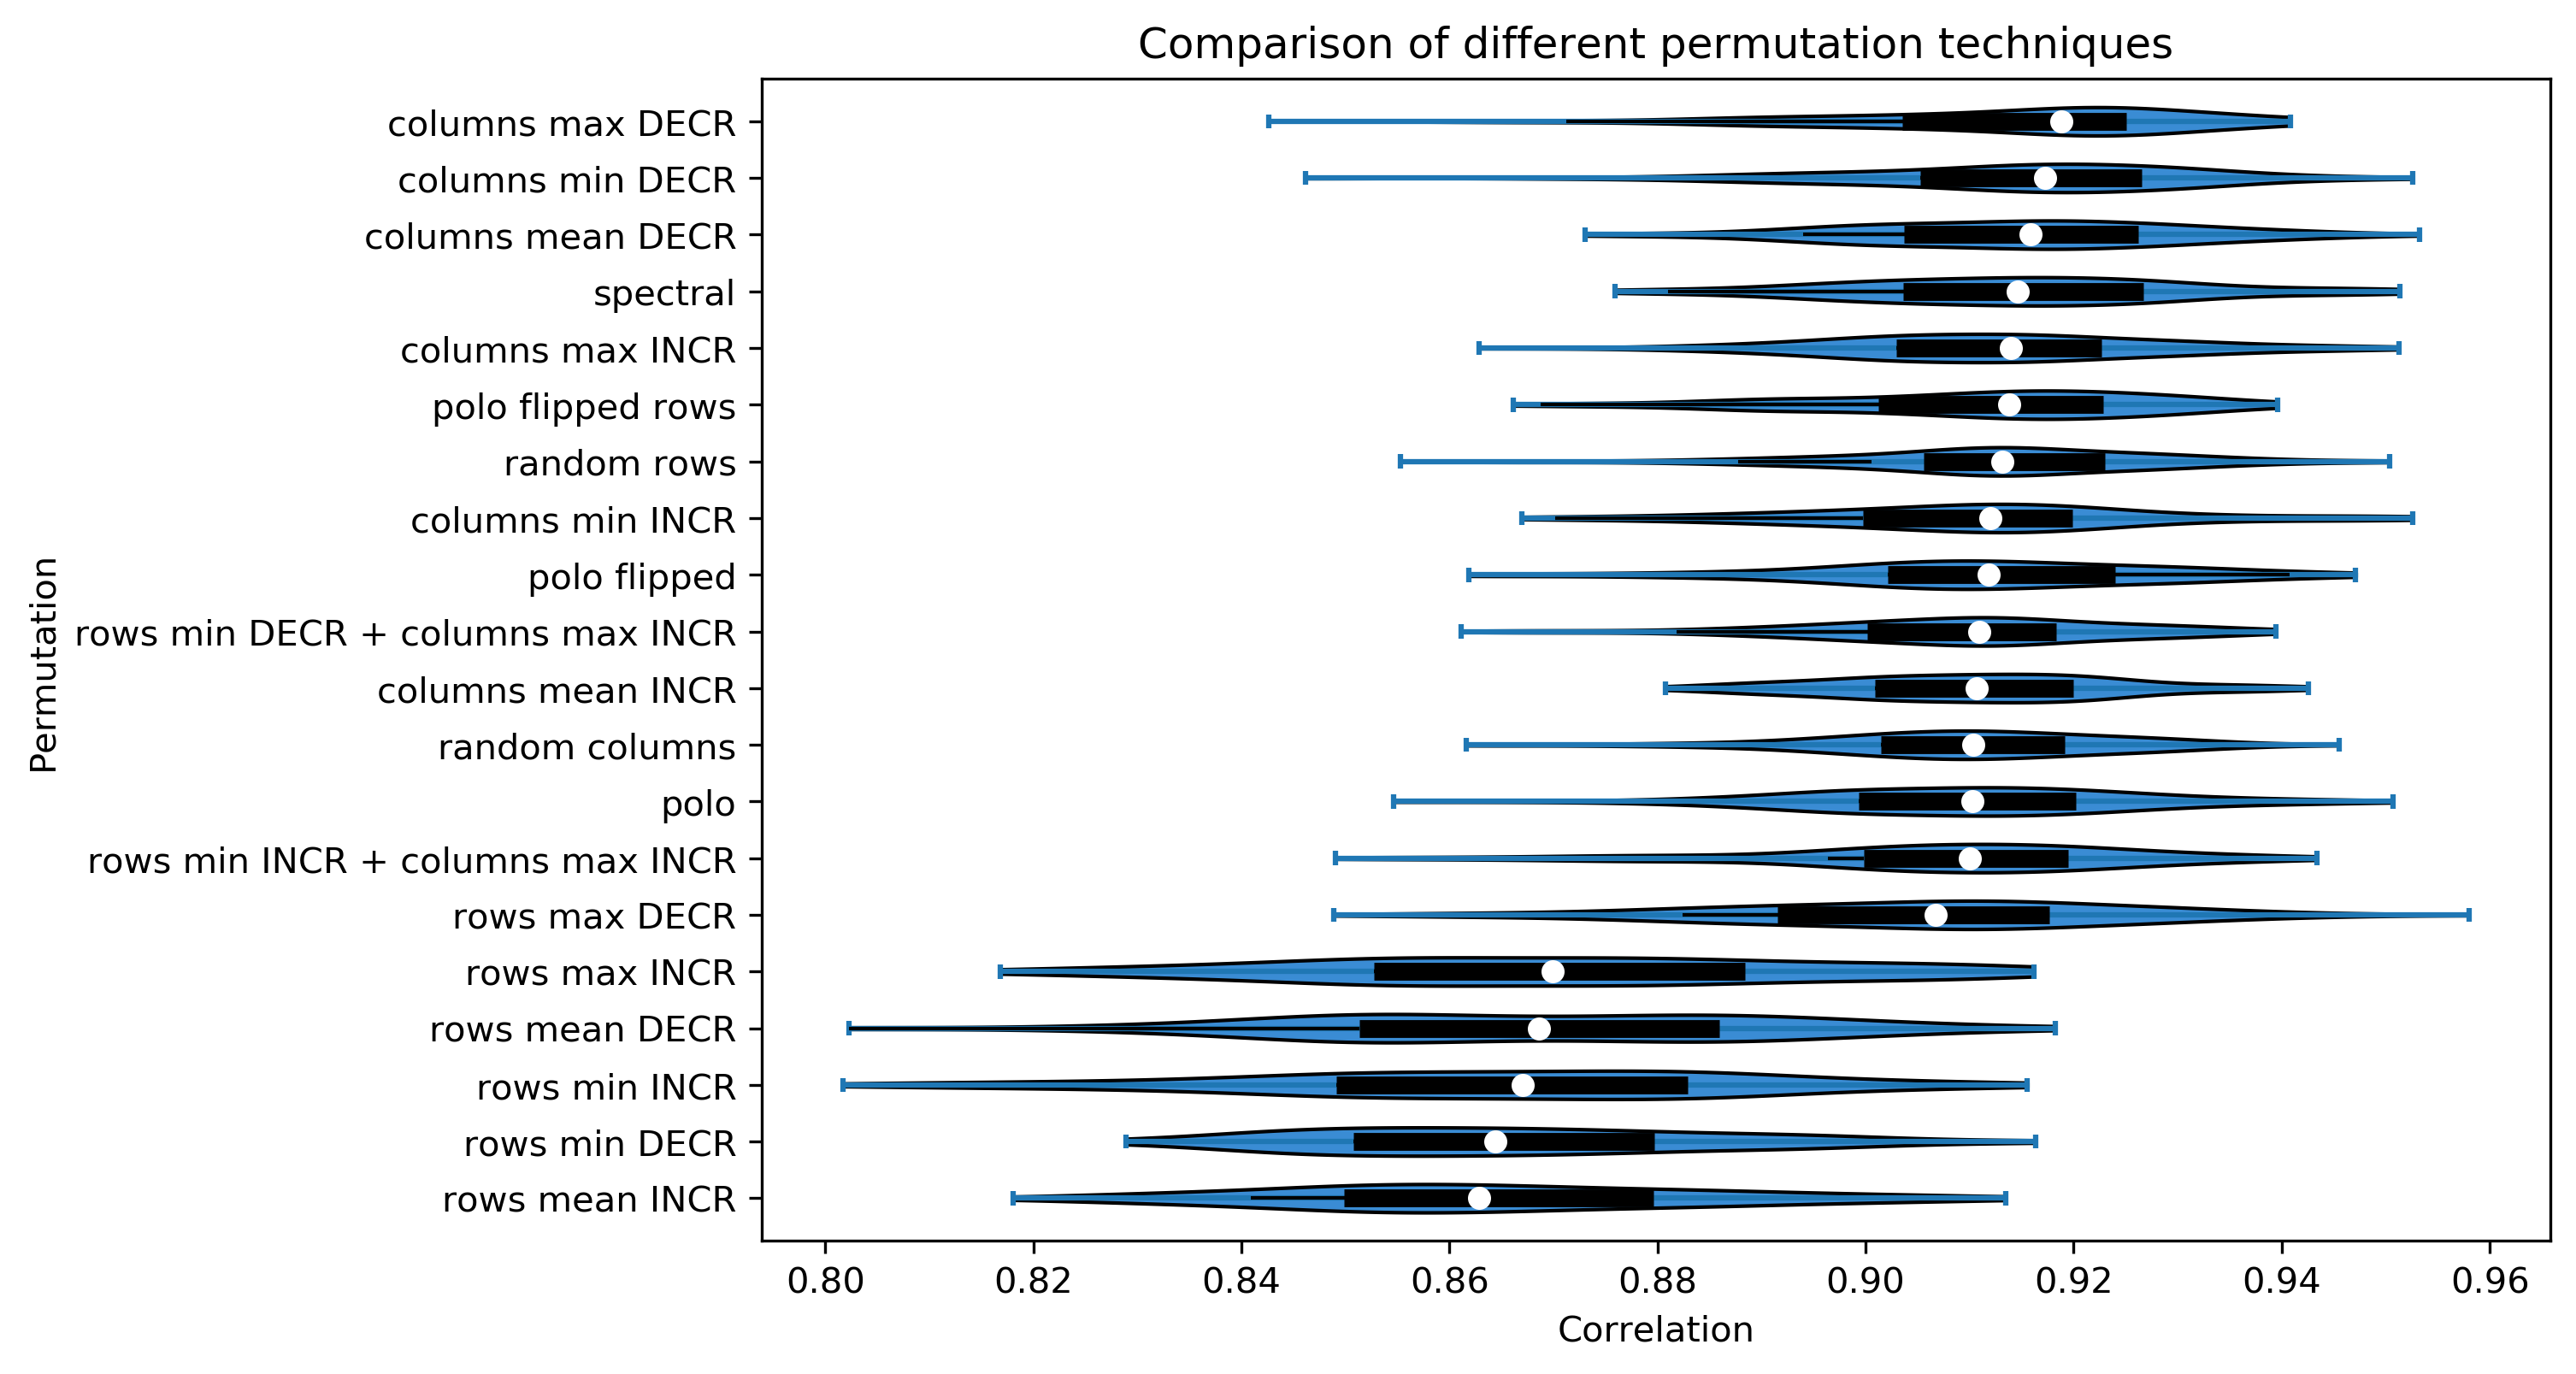 Comparison of different permutation techniques
Permutation
columns max DECR
columns min DECR
columns mean DECR
spectral
columns max INCR
polo flipped rows
random rows
columns min INCR
polo flipped
rows min DECR + columns max INCR
columns mean INCR
random columns
polo
rows min INCR + columns max INCR
rows max DECR
rows max INCR
rows mean DECR
rows min INCR
rows min DECR
rows mean INCR
0.80 0.82 0.84 0.86 0.88 0.90 0.92 0.94 0.96
Correlation